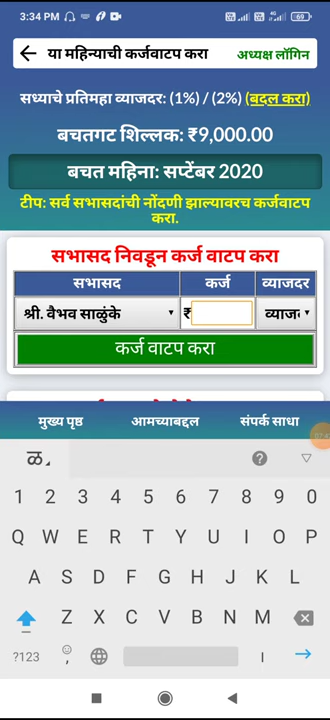 3:34 PM
69
या महिन्याची कर्जवाटप करा
अध्यक्ष लॉगिन
सध्याचे प्रतिमहा व्याजदर: (1%) / (2%) (बदल करा)
बचतगट शिल्लक: ₹9,000.00
बचत महिना: सप्टेंबर 2020
टीप: सर्व सभासदांची नोंदणी झाल्यावरच कर्जवाटप
करा.
सभासद निवडून कर्ज वाटप करा
सभासद कर्ज व्याजदर
श्री. वैभव साळुंके ₹ व्याज
कर्ज वाटप करा
मुख्य पृष्ठ आमच्याबद्दल संपर्क साधा
ळ
1 2 3 4 5 6 7 8 9 0
Q W E R T Y U I O P
A S D F G H J K L
Z X C V B N M
?123 , ।